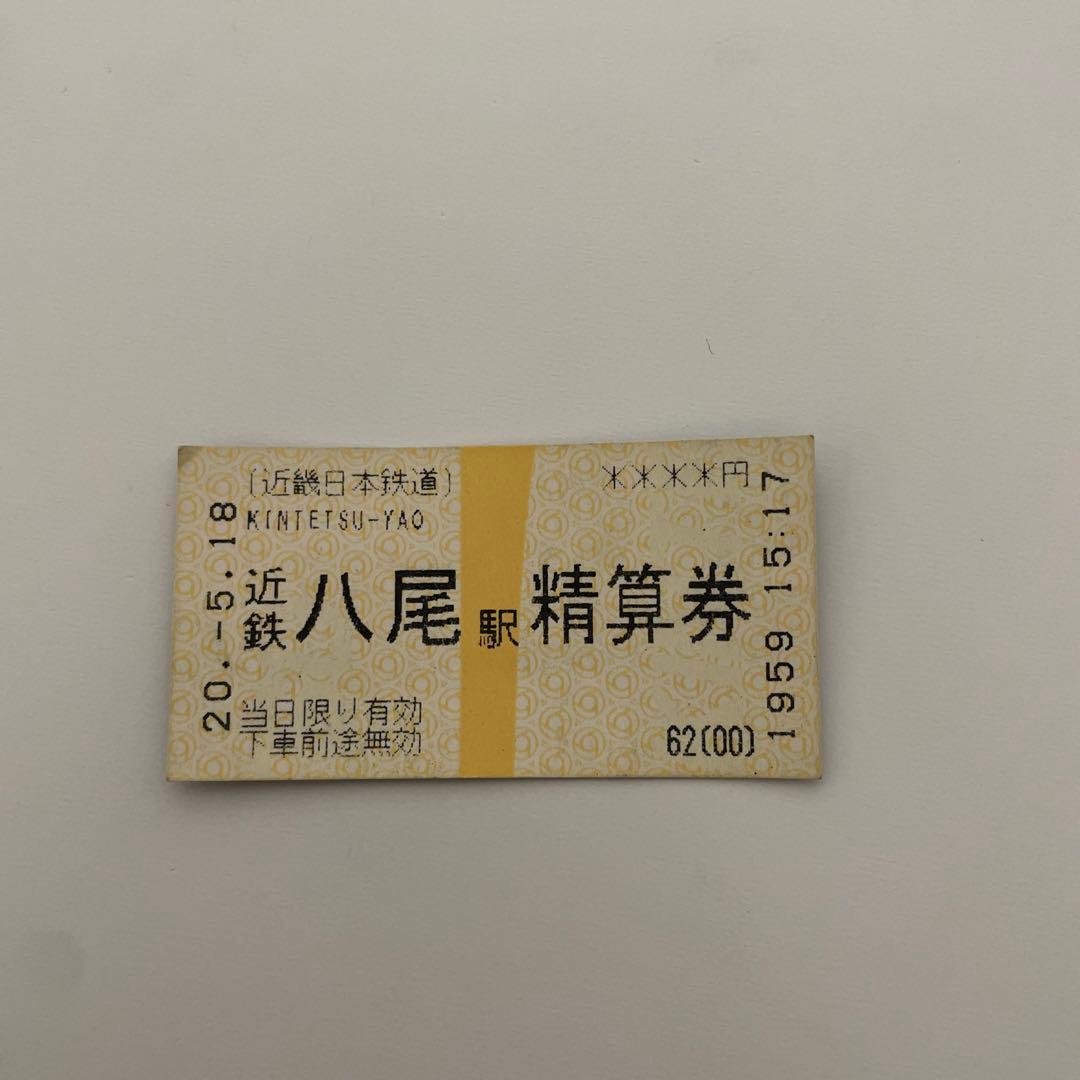 〔近畿日本鉄道〕
＊＊＊＊円
KINTETSU-YAO
近鉄八尾駅精算券
当日限り有効
下車前途無効
62(00)
20.-5.18
1959 15:17